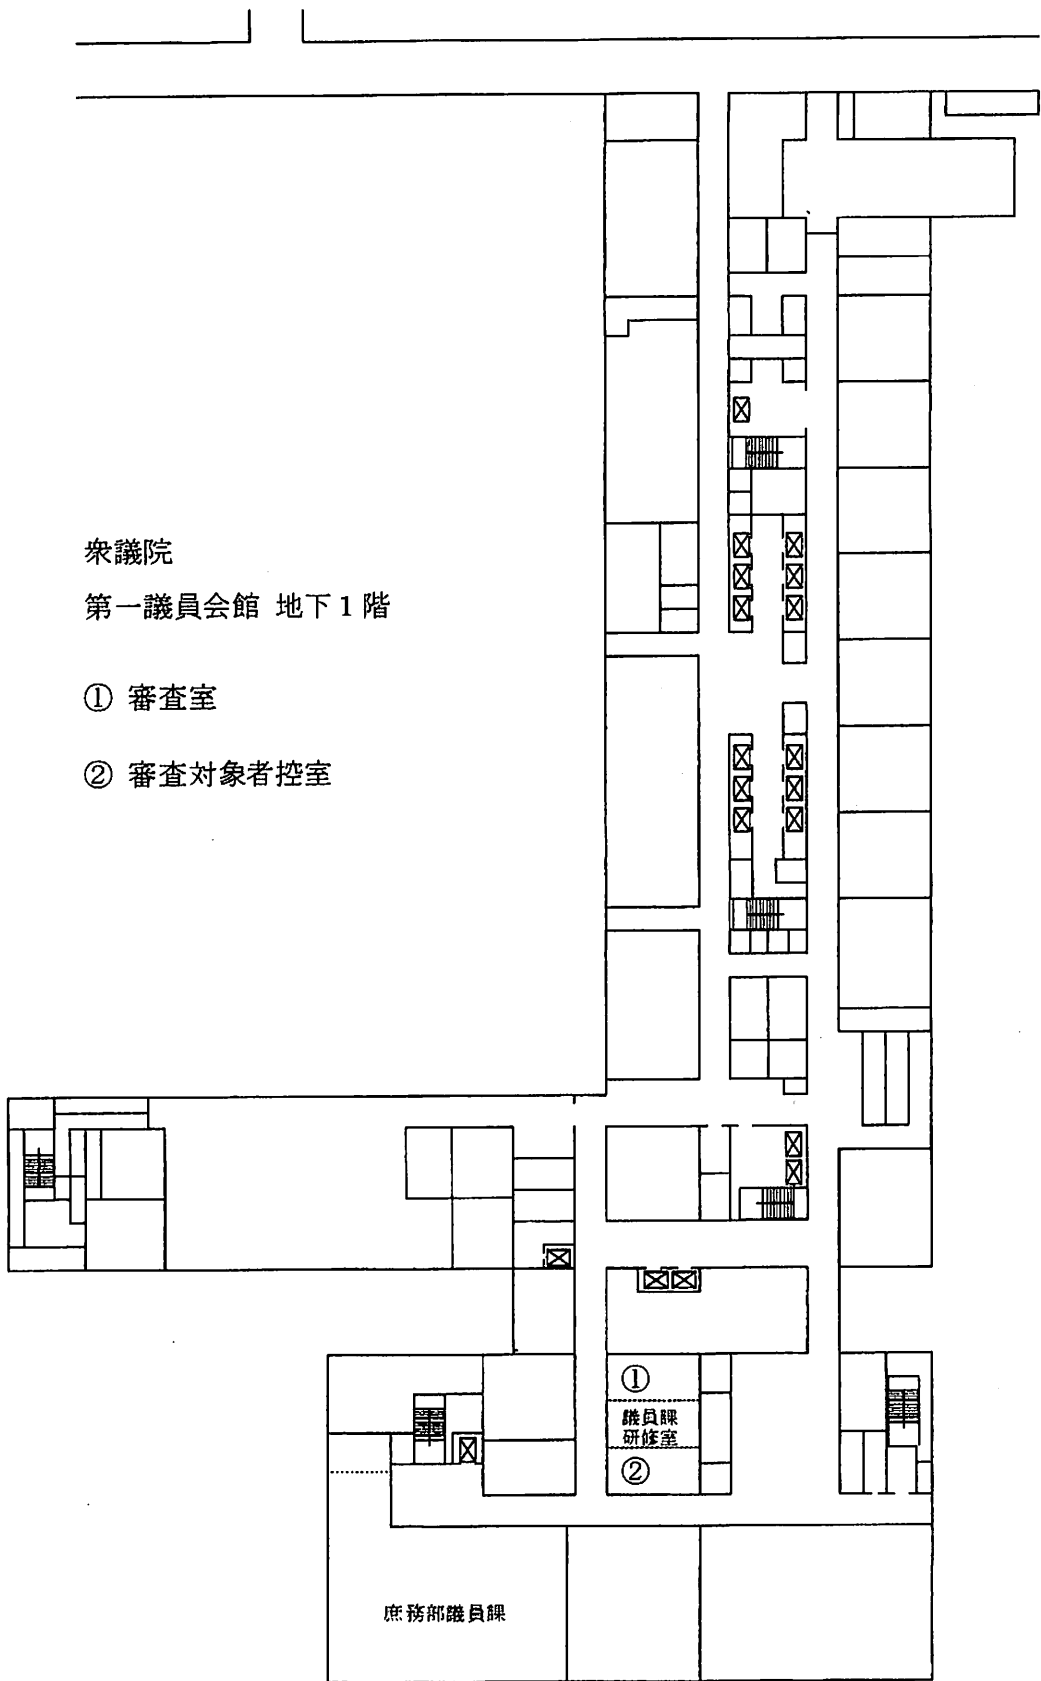 衆議院
第一議員会館 地下1階
① 審査室
② 審査対象者控室
①
議員課
研修室
②
庶務部議員課